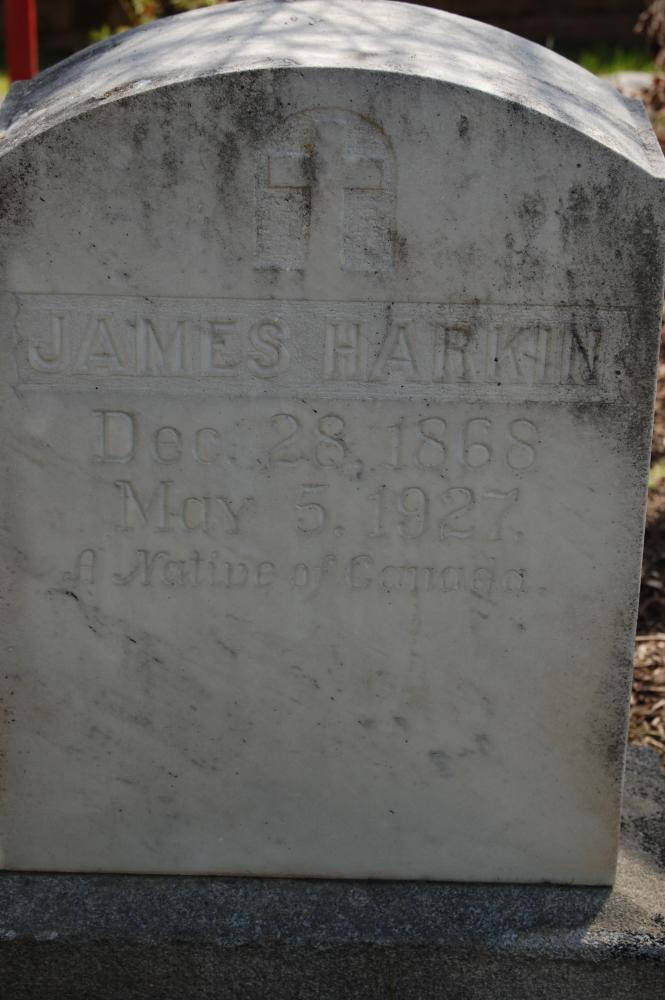 JAMES HARKIN
Dec. 28, 1868
May 5, 1927.
A Native of Canada.